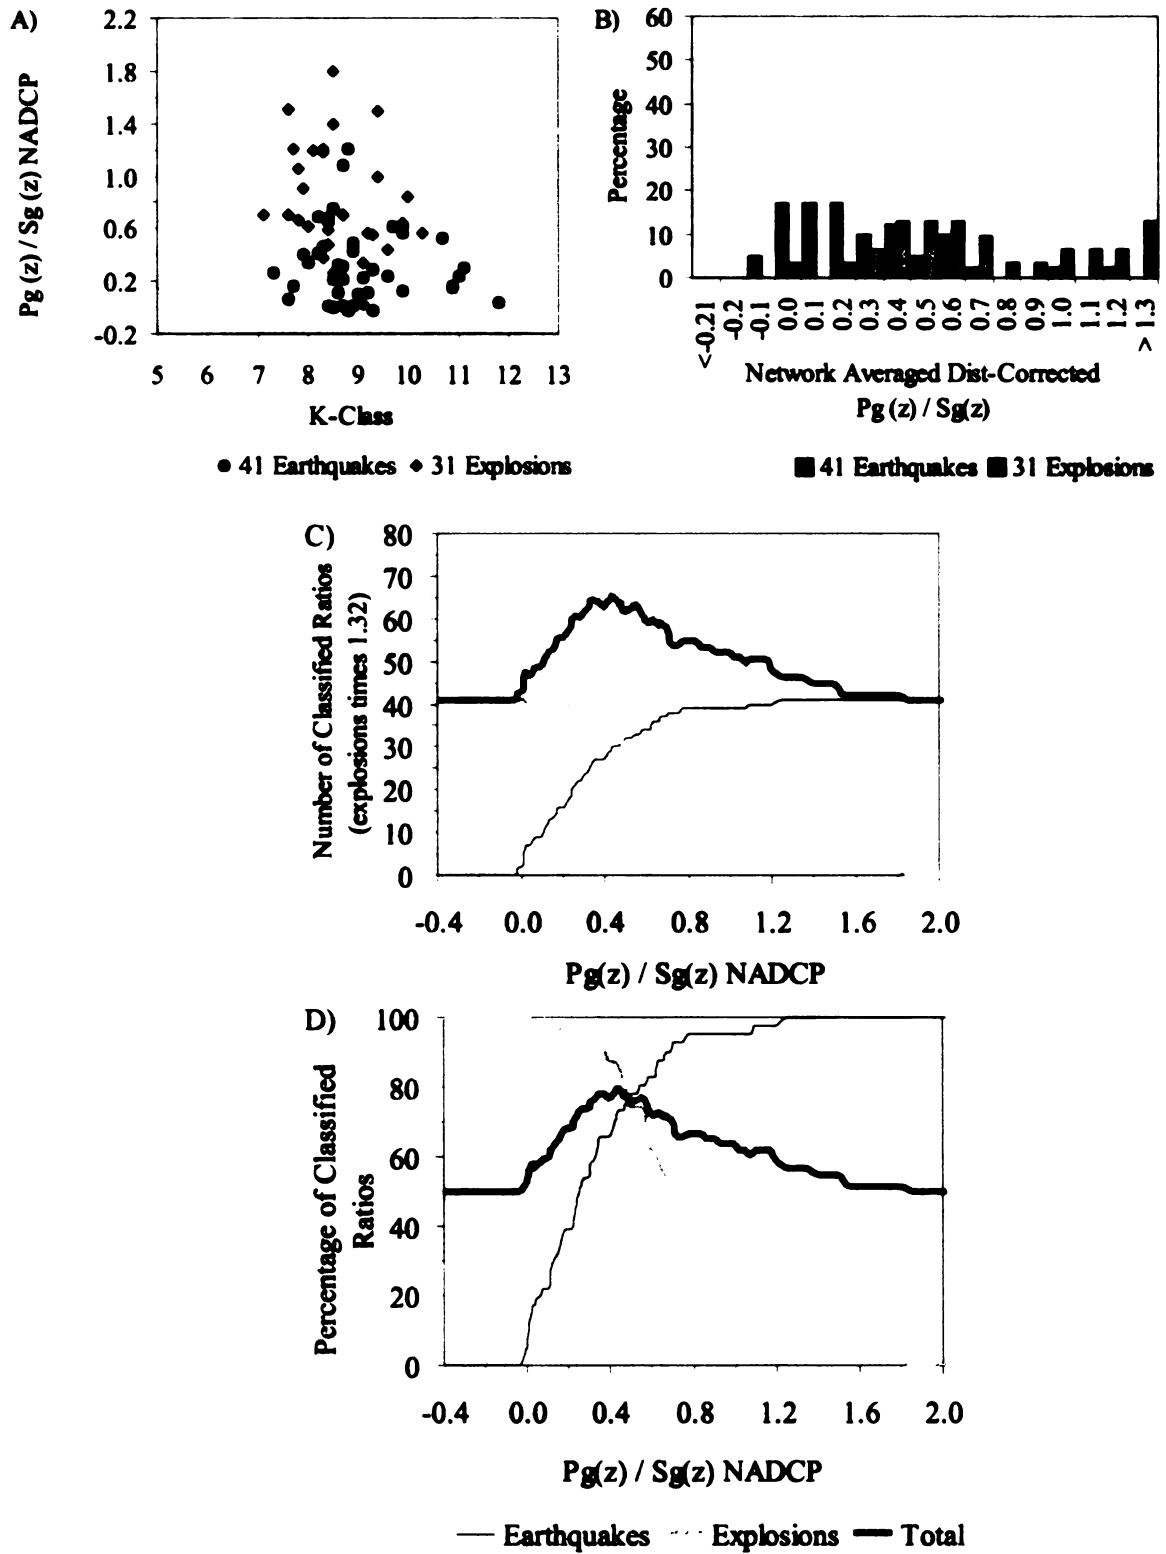 A)
Pg (z) / Sg (z) NADCP
2.2
1.8
1.4
1.0
0.6
0.2
-0.2
5 6 7 8 9 10 11 12 13
K-Class
41 Earthquakes 31 Explosions
B)
Percentage
60
50
40
30
20
10
0
<-0.21 -0.2 -0.1 0.0 0.1 0.2 0.3 0.4 0.5 0.6 0.7 0.8 0.9 1.0 1.1 1.2 > 1.3
Network Averaged Dist-Corrected
Pg (z) / Sg(z)
41 Earthquakes 31 Explosions
C)
Number of Classified Ratios
(explosions times 1.32)
80
70
60
50
40
30
20
10
0
-0.4 0.0 0.4 0.8 1.2 1.6 2.0
Pg(z) / Sg(z) NADCP
D)
Percentage of Classified
Ratios
100
80
60
40
20
0
-0.4 0.0 0.4 0.8 1.2 1.6 2.0
Pg(z) / Sg(z) NADCP
Earthquakes Explosions Total